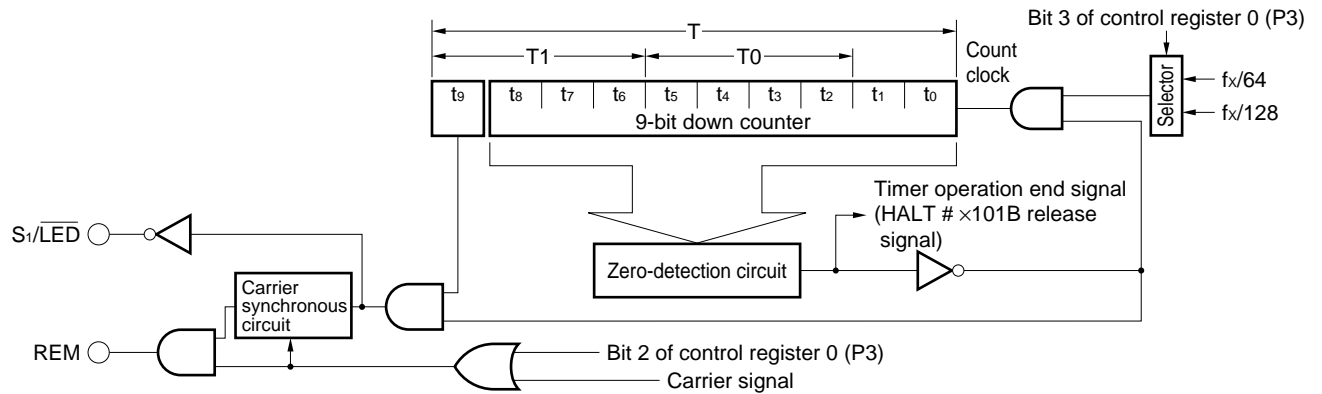 Bit 3 of control register 0 (P3)
T
T1
T0
Count
clock
t9 t8 t7 t6 t5 t4 t3 t2 t1 t0
9-bit down counter
Selector
fX/64
fX/128
Timer operation end signal
(HALT # ×101B release
signal)
S1/LED
Zero-detection circuit
Carrier
synchronous
circuit
REM
Bit 2 of control register 0 (P3)
Carrier signal